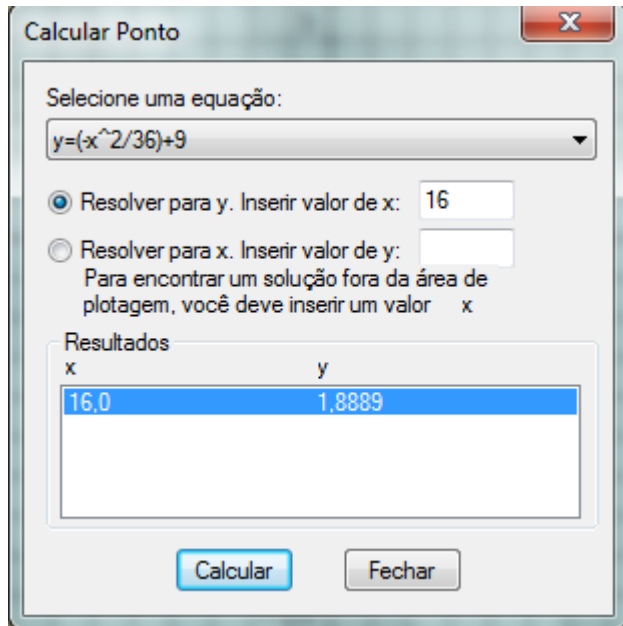 Calcular Ponto
Selecione uma equação:
y=(-x^2/36)+9
Resolver para y. Inserir valor de x: 16
Resolver para x. Inserir valor de y:
Para encontrar um solução fora da área de
plotagem, você deve inserir um valor x
Resultados
x y
16,0 1,8889
Calcular Fechar